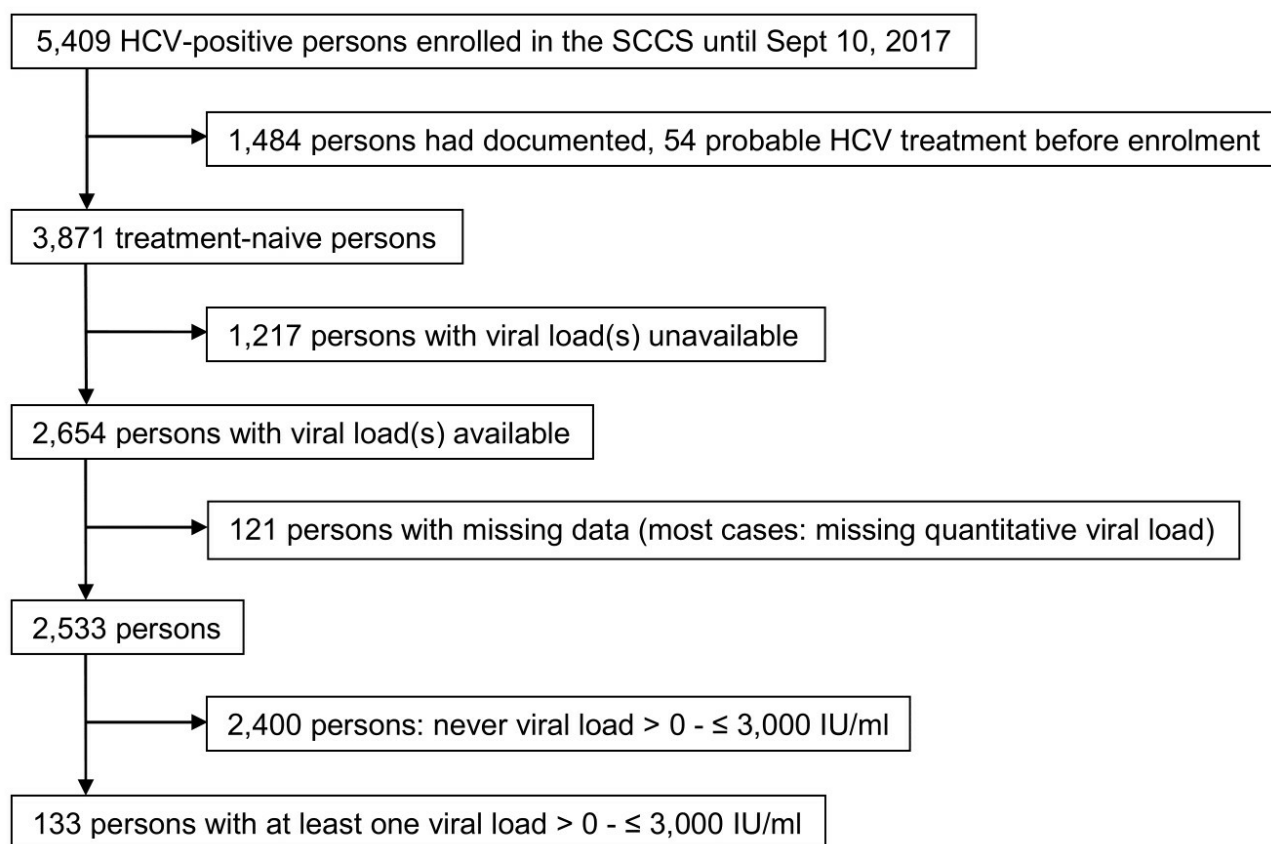 5,409 HCV-positive persons enrolled in the SCCS until Sept 10, 2017
1,484 persons had documented, 54 probable HCV treatment before enrolment
3,871 treatment-naive persons
1,217 persons with viral load(s) unavailable
2,654 persons with viral load(s) available
121 persons with missing data (most cases: missing quantitative viral load)
2,533 persons
2,400 persons: never viral load > 0 - ≤ 3,000 IU/ml
133 persons with at least one viral load > 0 - ≤ 3,000 IU/ml